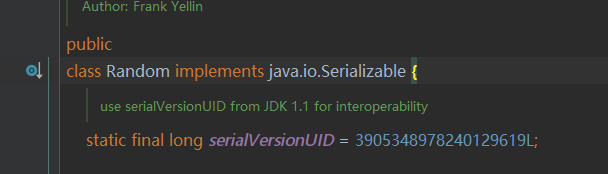 Author: Frank Yellin
public
class Random implements java.io.Serializable {
use serialVersionUID from JDK 1.1 for interoperability
static final long serialVersionUID = 3905348978240129619L;